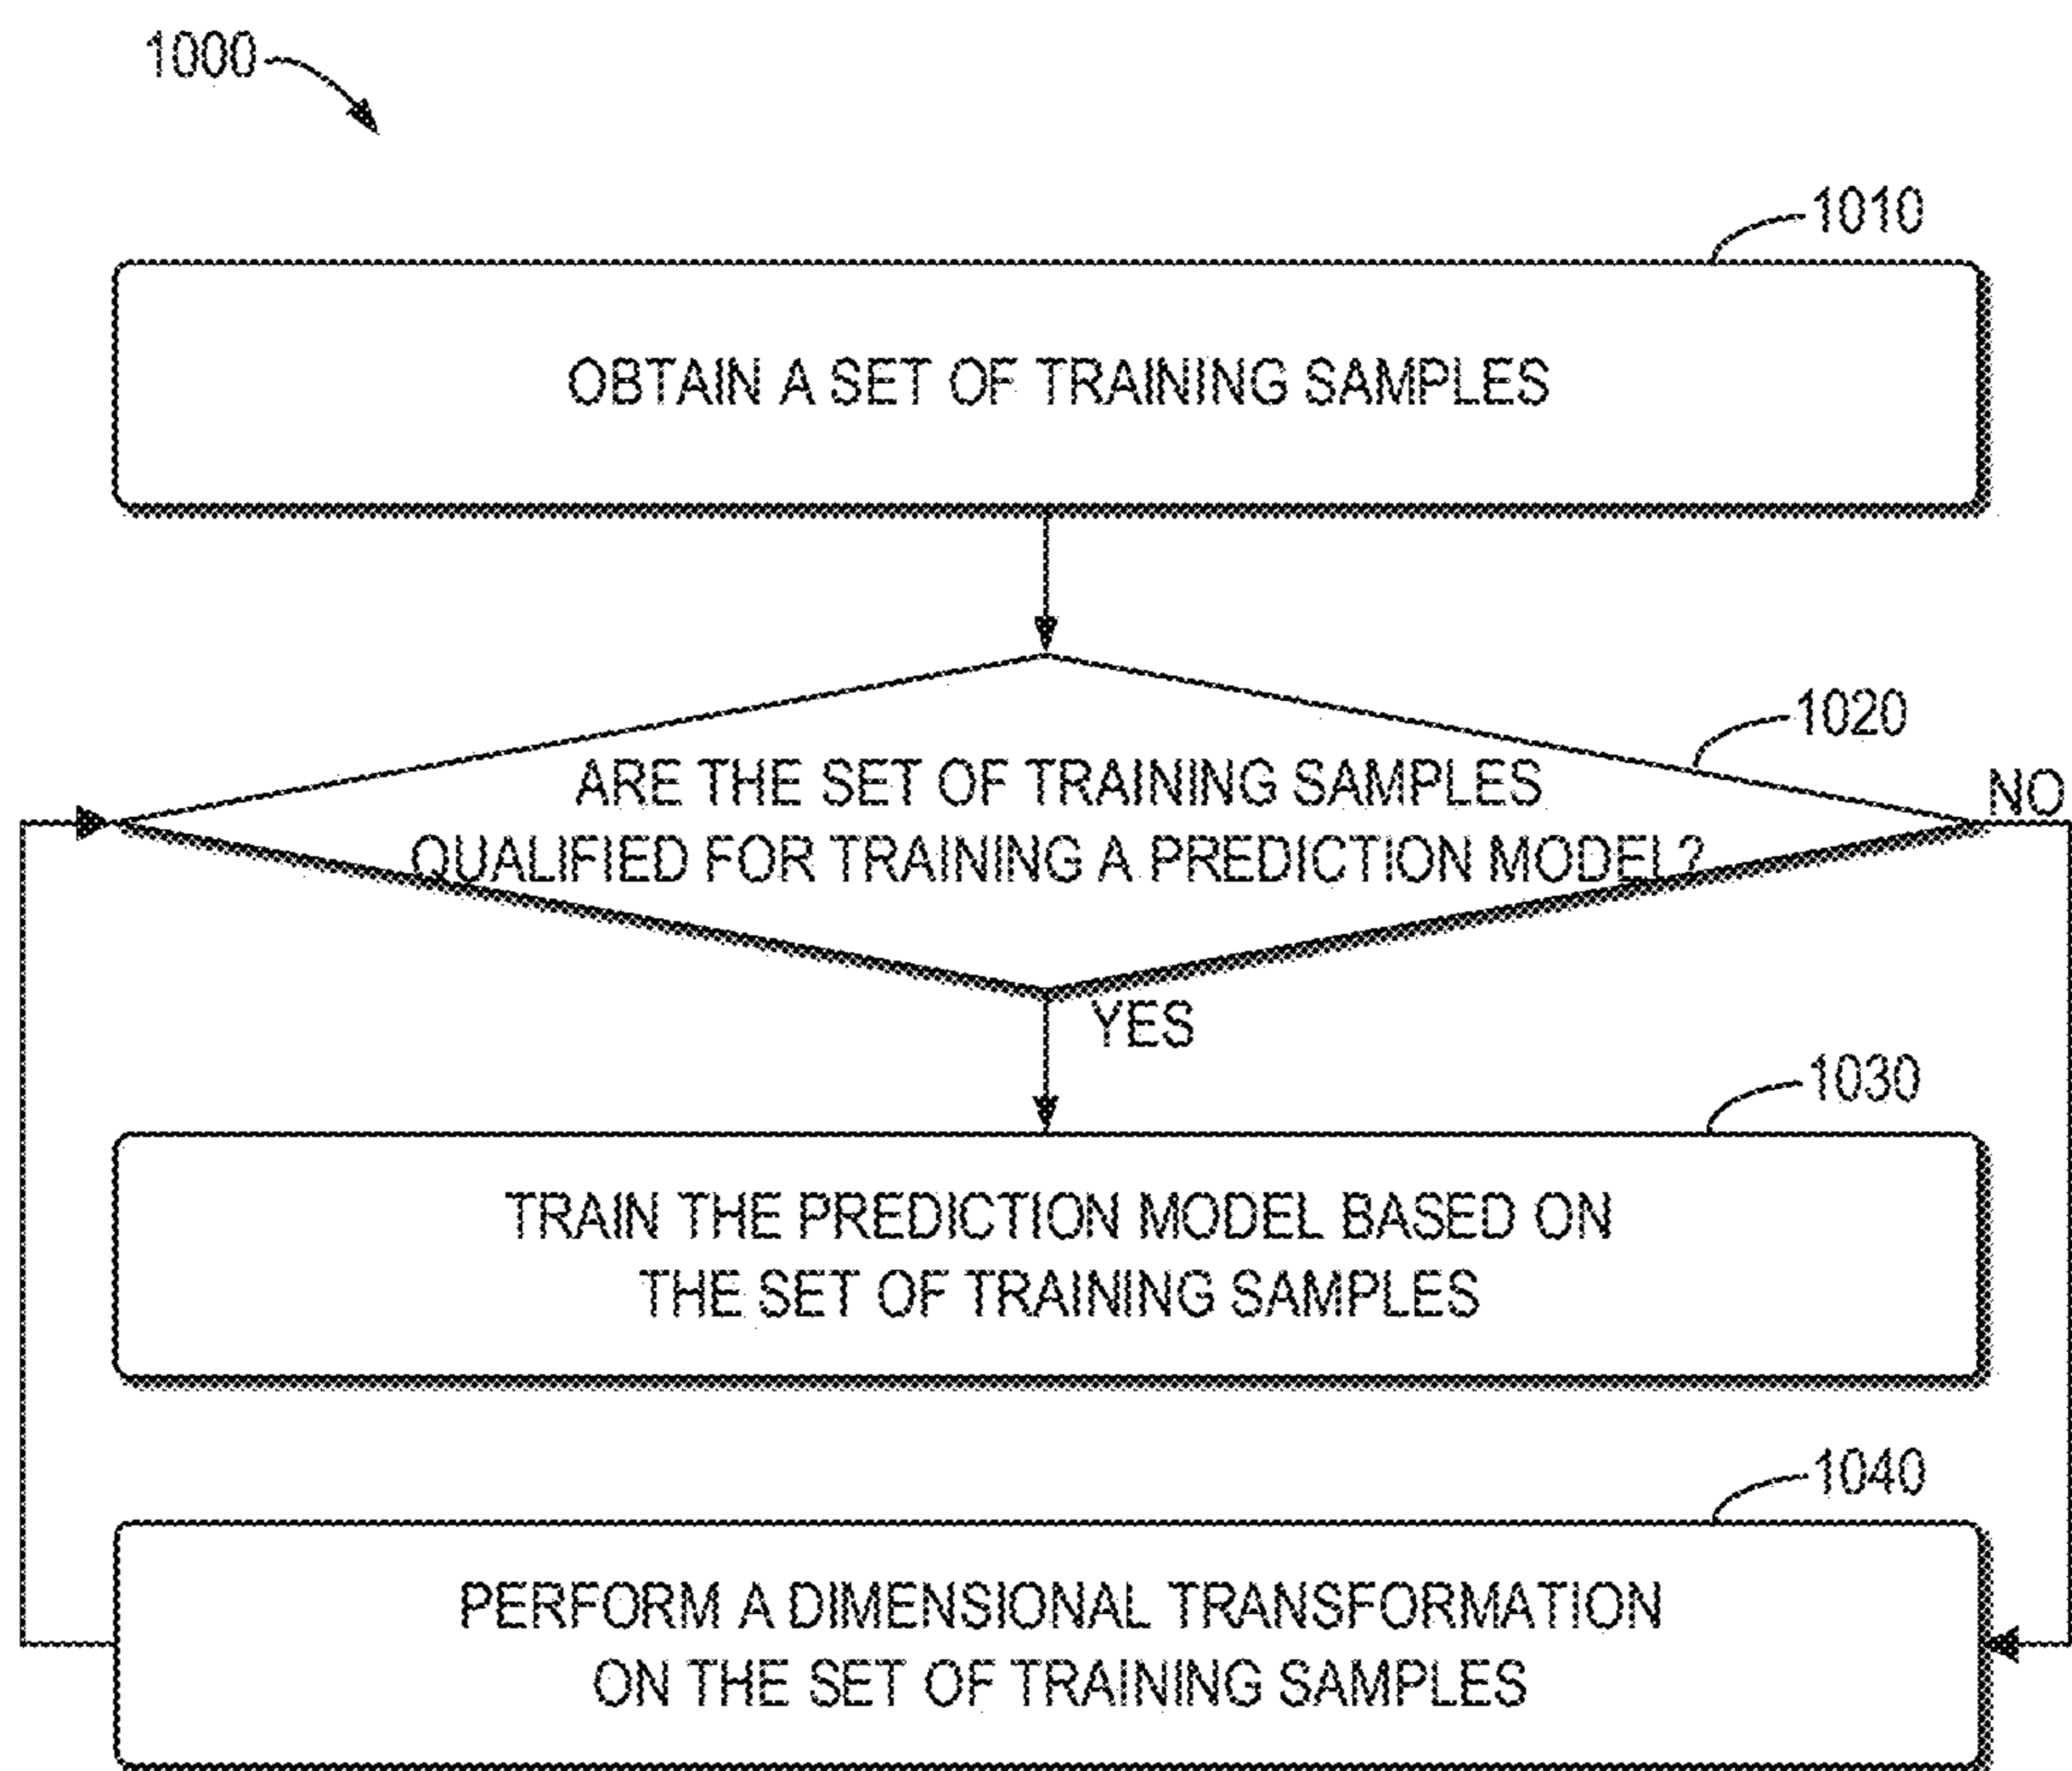 1000
1010
OBTAIN A SET OF TRAINING SAMPLES
1020
ARE THE SET OF TRAINING SAMPLES
NO
QUALIFIED FOR TRAINING A PREDICTION MODEL?
YES
1030
TRAIN THE PREDICTION MODEL BASED ON
THE SET OF TRAINING SAMPLES
1040
PERFORM A DIMENSIONAL TRANSFORMATION
ON THE SET OF TRAINING SAMPLES